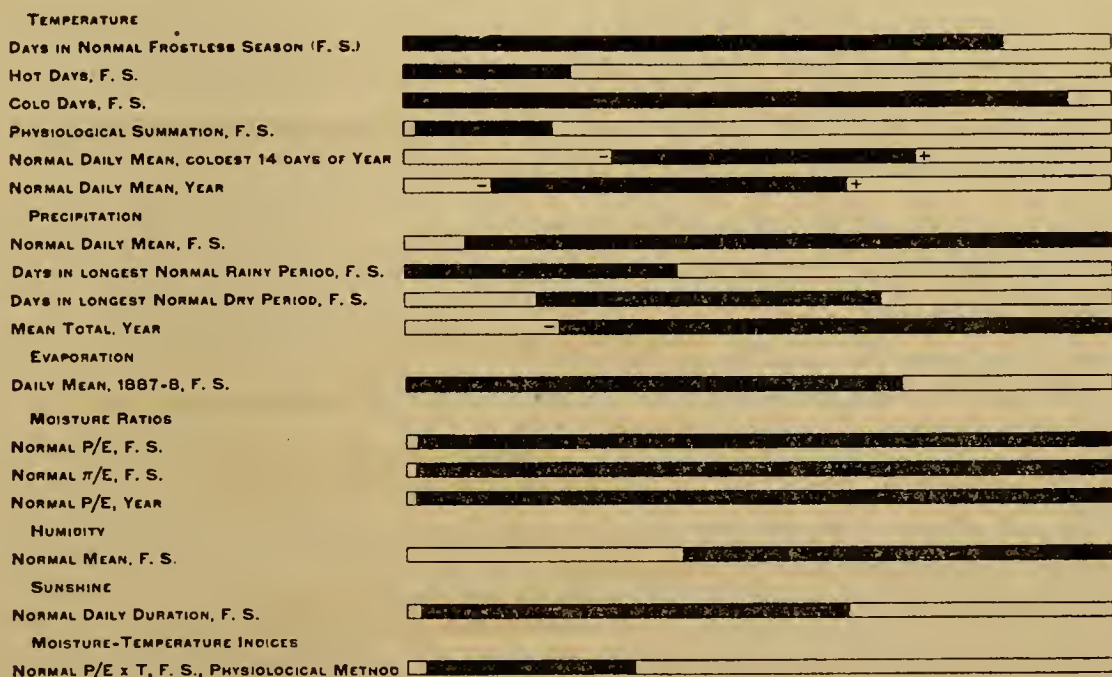 TEMPERATURE
DAYS IN NORMAL FROSTLESS SEASON (F. S.)
HOT DAYS, F. S.
COLD DAYS, F. S.
PHYSIOLOGICAL SUMMATION, F. S.
NORMAL DAILY MEAN, COLDEST 14 DAYS OF YEAR - +
NORMAL DAILY MEAN, YEAR - +
PRECIPITATION
NORMAL DAILY MEAN, F. S.
DAYS IN LONGEST NORMAL RAINY PERIOD, F. S.
DAYS IN LONGEST NORMAL DRY PERIOD, F. S.
MEAN TOTAL, YEAR -
EVAPORATION
DAILY MEAN, 1887-8, F. S.
MOISTURE RATIOS
NORMAL P/E, F. S.
NORMAL π/E, F. S.
NORMAL P/E, YEAR
HUMIDITY
NORMAL MEAN, F. S.
SUNSHINE
NORMAL DAILY DURATION, F. S.
MOISTURE-TEMPERATURE INDICES
NORMAL P/E x T, F. S., PHYSIOLOGICAL METHOD